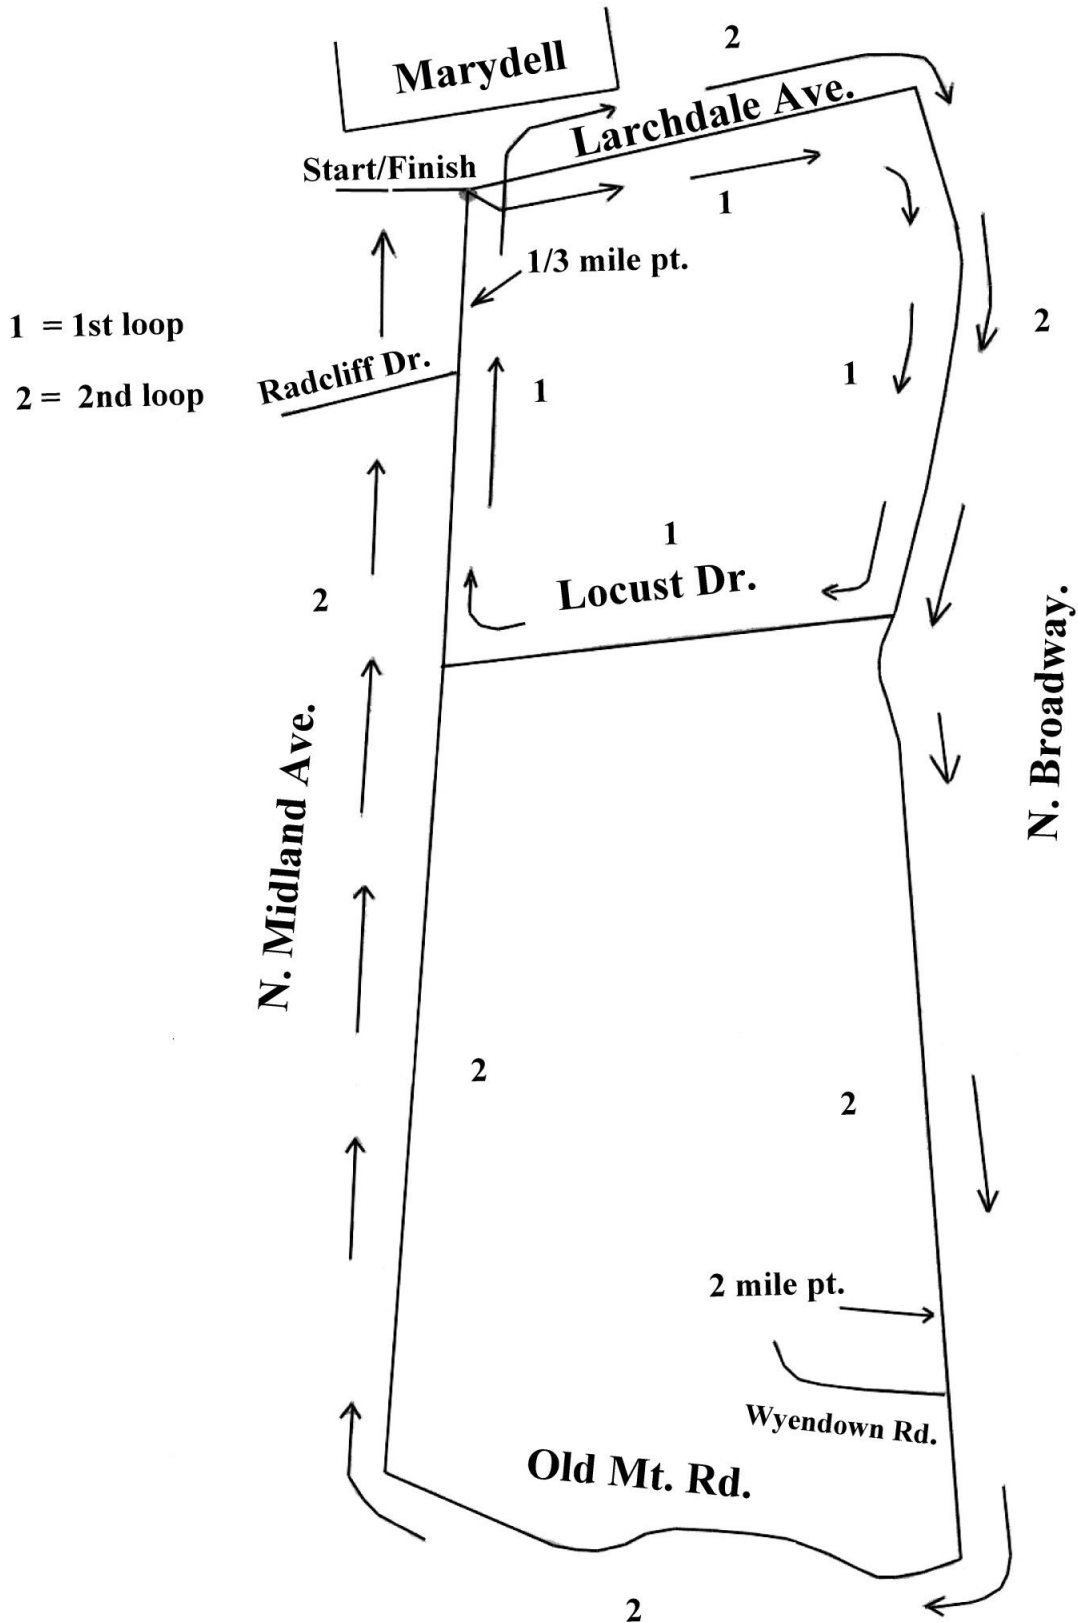 2
Marydell
Larchdale Ave.
Start/Finish
1
1/3 mile pt.
1 = 1st loop
2
Radcliff Dr.
1
1
2 = 2nd loop
1
Locust Dr.
2
N. Broadway.
N. Midland Ave.
2
2
2 mile pt.
Wyendown Rd.
Old Mt. Rd.
2